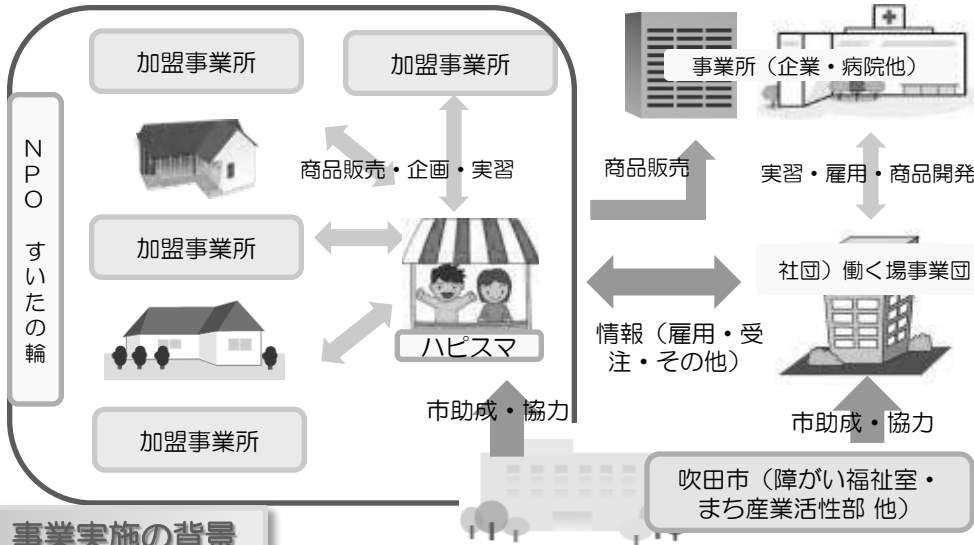 加盟事業所
加盟事業所
事業所（企業・病院他）
NPO すいたの輪
商品販売・企画・実習
商品販売
実習・雇用・商品開発
加盟事業所
社団）働く場事業団
ハピスマ
情報（雇用・受
注・その他）
市助成・協力
市助成・協力
加盟事業所
吹田市（障がい福祉室・
まち産業活性部 他）
事業実施の背景